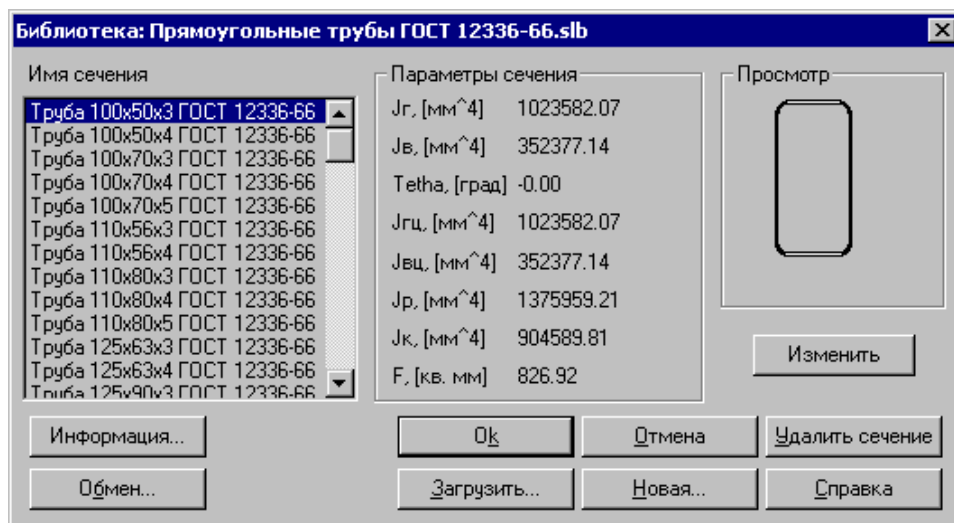 Библиотека: Прямоугольные трубы ГОСТ 12336-66.slb
Имя сечения
Труба 100x50x3 ГОСТ 12336-66
Труба 100x50x4 ГОСТ 12336-66
Труба 100x70x3 ГОСТ 12336-66
Труба 100x70x4 ГОСТ 12336-66
Труба 100x70x5 ГОСТ 12336-66
Труба 110x56x3 ГОСТ 12336-66
Труба 110x56x4 ГОСТ 12336-66
Труба 110x80x3 ГОСТ 12336-66
Труба 110x80x4 ГОСТ 12336-66
Труба 110x80x5 ГОСТ 12336-66
Труба 125x63x3 ГОСТ 12336-66
Труба 125x63x4 ГОСТ 12336-66
Труба 125x90x3 ГОСТ 12336-66
Параметры сечения
Jг, [мм^4] 1023582.07
Jв, [мм^4] 352377.14
Tetha, [град] -0.00
Jгц, [мм^4] 1023582.07
Jвц, [мм^4] 352377.14
Jp, [мм^4] 1375959.21
Jк, [мм^4] 904589.81
F, [кв. мм] 826.92
Просмотр
Изменить
Информация...
Ok
Отмена
Удалить сечение
Обмен...
Загрузить...
Новая...
Справка